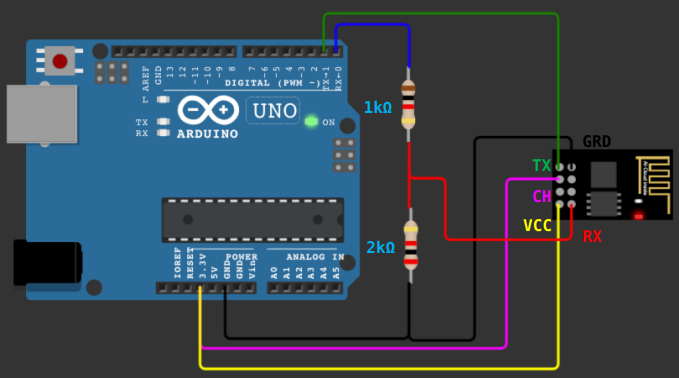 AREF
GND
13
12
~11
~10
~9
8
7
~6
~5
4
~3
2
TX→1
RX←0
DIGITAL (PWM ~)
UNO
ARDUINO
TX
RX
L
ON
1kΩ
2kΩ
GRD
TX
CH
VCC
RX
IOREF
RESET
3.3V
5V
GND
GND
Vin
POWER
ANALOG IN
A0
A1
A2
A3
A4
A5